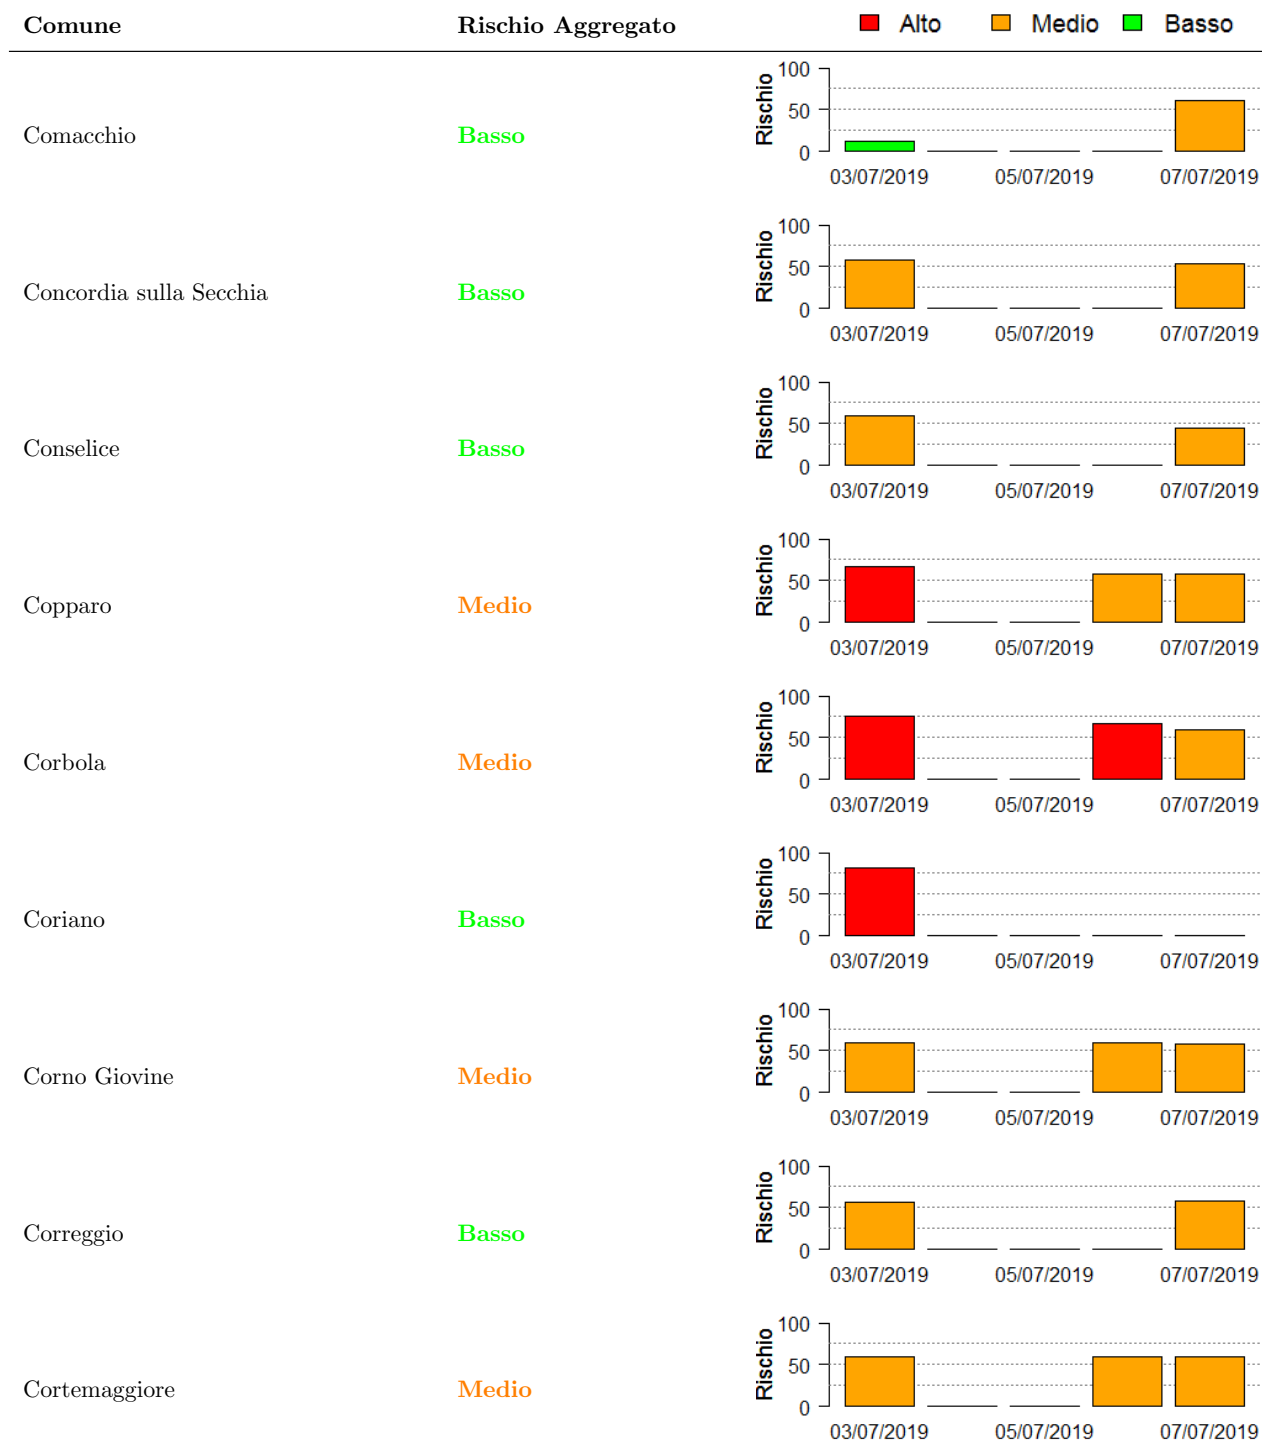 Comune Rischio Aggregato Alto Medio Basso
Comacchio Basso Rischio 100 50 0
03/07/2019 05/07/2019 07/07/2019
Concordia sulla Secchia Basso Rischio 100 50 0
03/07/2019 05/07/2019 07/07/2019
Conselice Basso Rischio 100 50 0
03/07/2019 05/07/2019 07/07/2019
Copparo Medio Rischio 100 50 0
03/07/2019 05/07/2019 07/07/2019
Corbola Medio Rischio 100 50 0
03/07/2019 05/07/2019 07/07/2019
Coriano Basso Rischio 100 50 0
03/07/2019 05/07/2019 07/07/2019
Corno Giovine Medio Rischio 100 50 0
03/07/2019 05/07/2019 07/07/2019
Correggio Basso Rischio 100 50 0
03/07/2019 05/07/2019 07/07/2019
Cortemaggiore Medio Rischio 100 50 0
03/07/2019 05/07/2019 07/07/2019